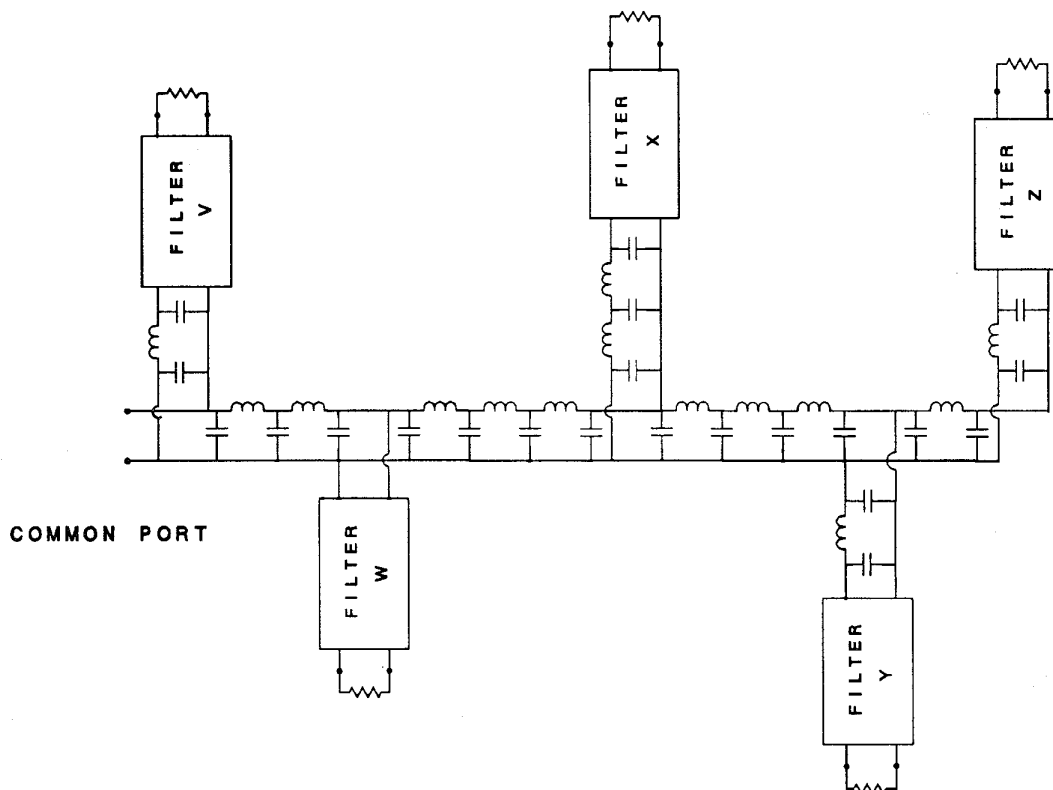 FILTER V
FILTER X
FILTER Z
COMMON PORT
FILTER W
FILTER Y